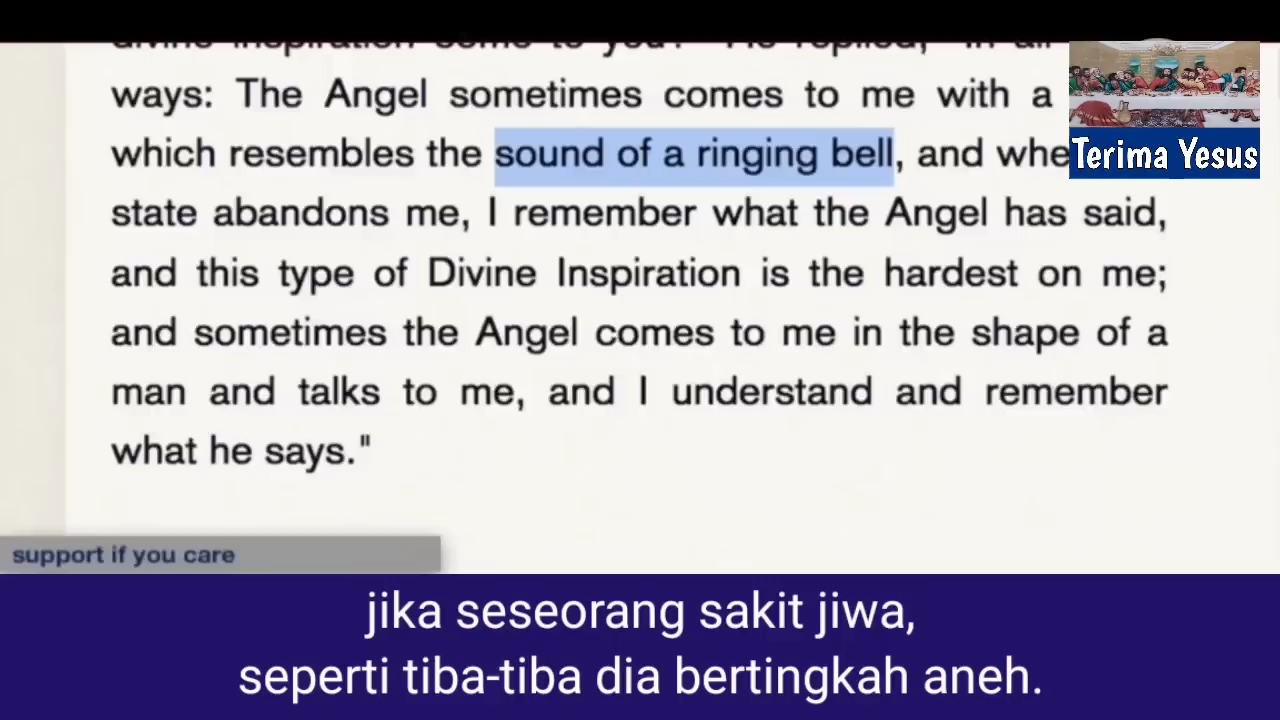 ways: The Angel sometimes comes to me with a
which resembles the sound of a ringing bell, and whe
state abandons me, I remember what the Angel has said,
and this type of Divine Inspiration is the hardest on me;
and sometimes the Angel comes to me in the shape of a
man and talks to me, and I understand and remember
what he says."
Terima Yesus
support if you care
jika seseorang sakit jiwa,
seperti tiba-tiba dia bertingkah aneh.